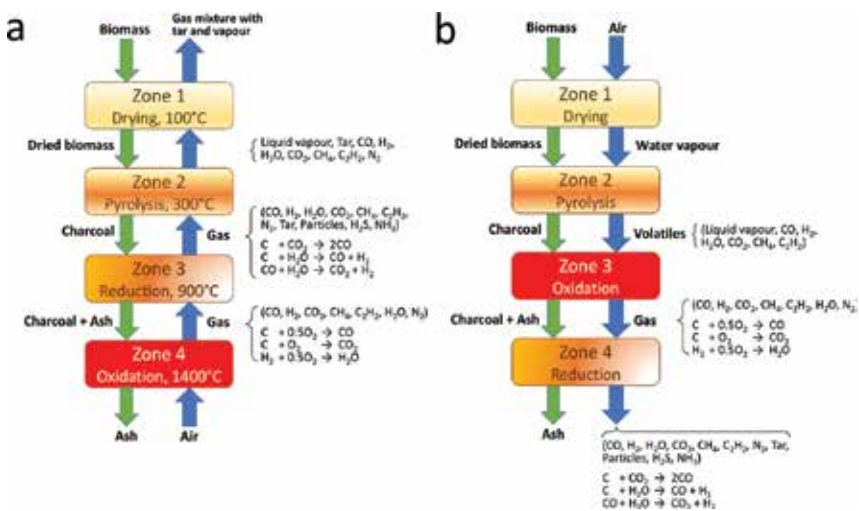 a
Biomass
Gas mixture with
tar and vapour
Zone 1
Drying, 100°C
Dried biomass
(Liquid vapour, Tar, CO, H₂,
H₂O, CO₂, CH₄, C₂H₂, N₂
Zone 2
Pyrolysis, 300°C
Charcoal
Gas
(CO, H₂, H₂O, CO₂, CH₄, C₂H₂,
N₂, Tar, Particles, H₂S, NH₃)
C + CO₂ → 2CO
C + H₂O → CO + H₂
CO + H₂O → CO₂ + H₂
Zone 3
Reduction, 900°C
Charcoal + Ash
Gas
(CO, H₂, CO₂, CH₄, C₂H₂, H₂O, N₂)
C + 0.5O₂ → CO
C + O₂ → CO₂
H₂ + 0.5O₂ → H₂O
Zone 4
Oxidation, 1400°C
Ash
Air
b
Biomass
Air
Zone 1
Drying
Dried biomass
Water vapour
Zone 2
Pyrolysis
Charcoal
Volatiles
(Liquid vapour, CO, H₂,
H₂O, CO₂, CH₄, C₂H₂)
Zone 3
Oxidation
Charcoal + Ash
Gas
(CO, H₂, CO₂, CH₄, C₂H₂, H₂O, N₂
C + 0.5O₂ → CO
C + O₂ → CO₂
H₂ + 0.5O₂ → H₂O
Zone 4
Reduction
Ash
(CO, H₂, H₂O, CO₂, CH₄, C₂H₂, N₂, Tar,
Particles, H₂S, NH₃)
C + CO₂ → 2CO
C + H₂O → CO + H₂
CO + H₂O → CO₂ + H₂